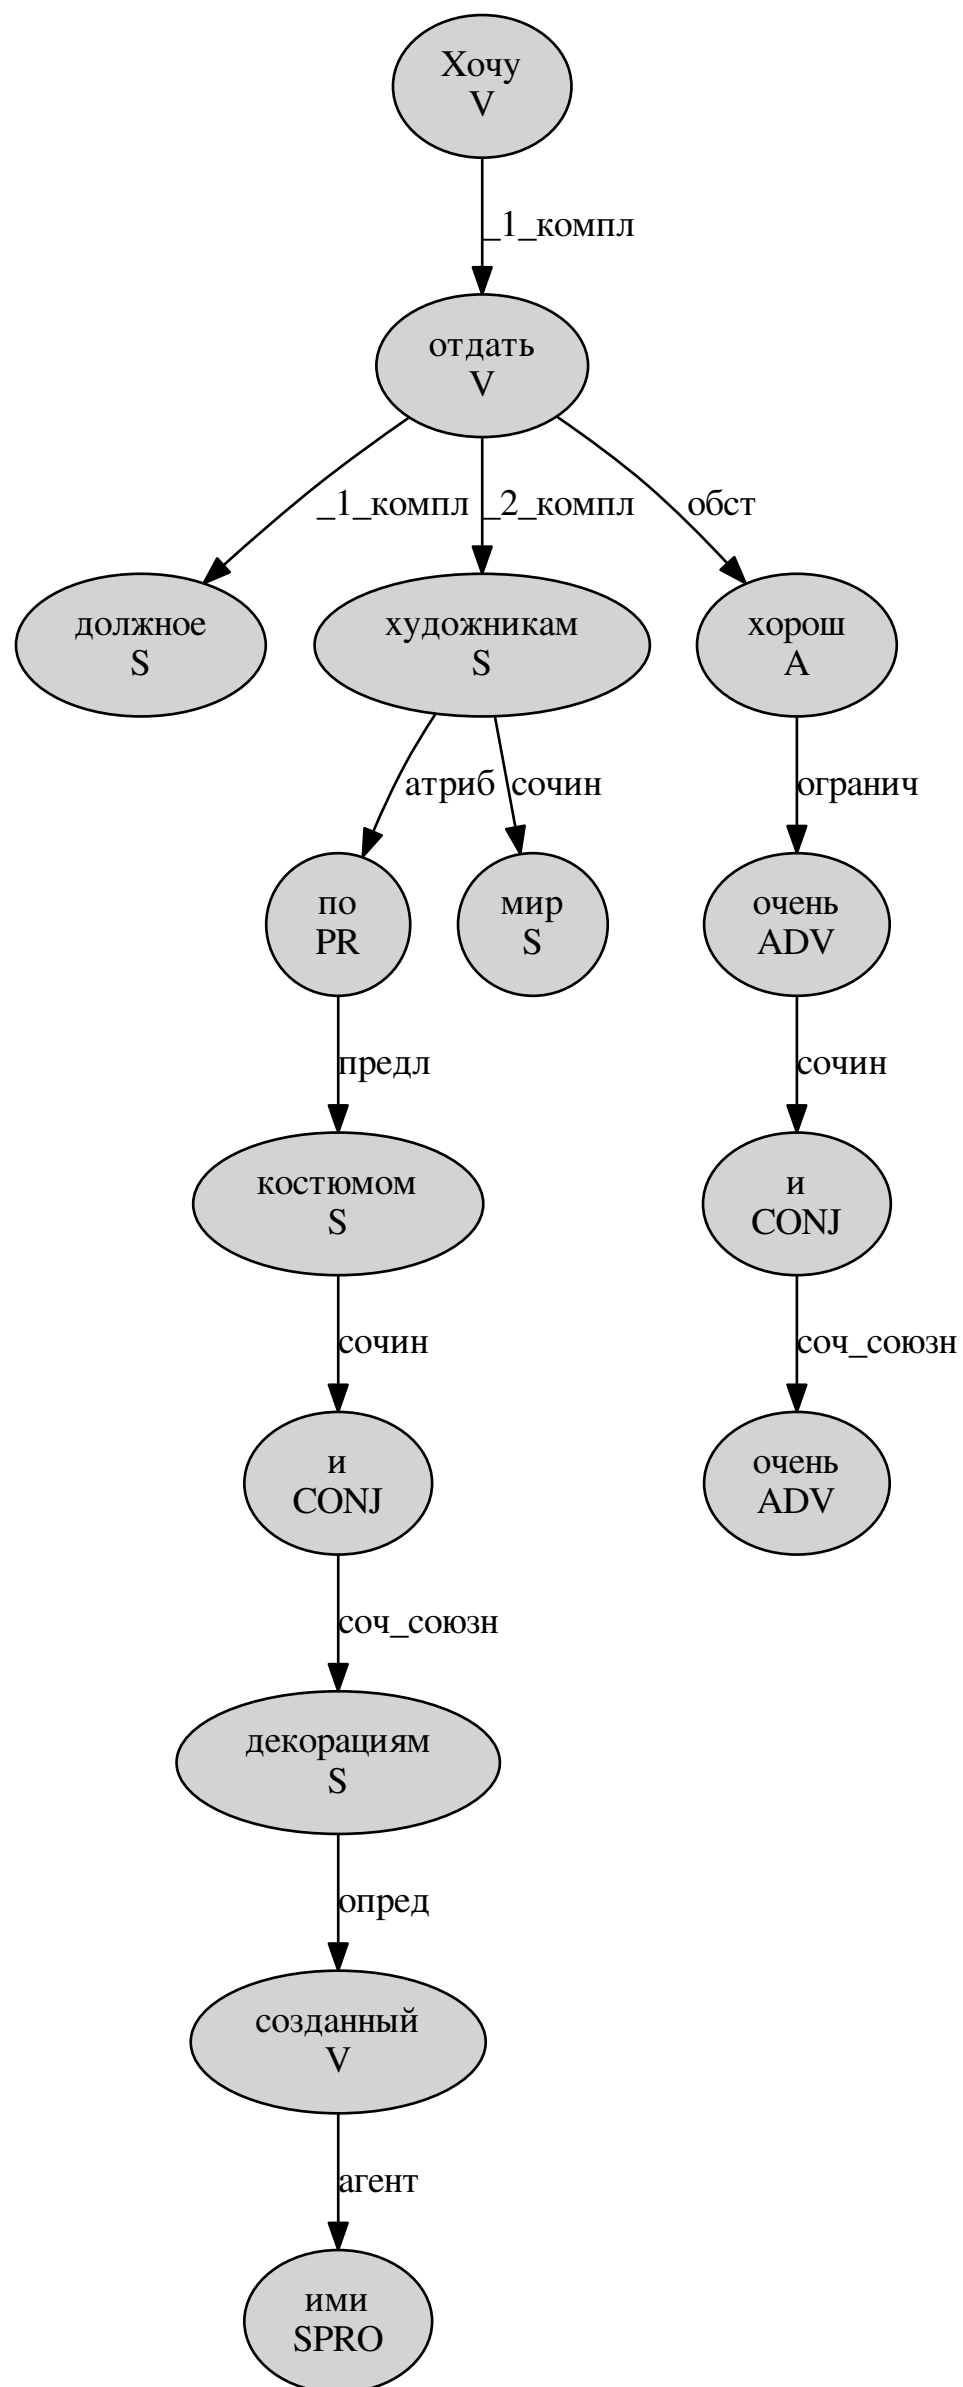 Хочу
V
_1_компл
отдать
V
_1_компл
_2_компл
обст
должное
S
художникам
S
хорош
A
атриб
сочин
огранич
по
PR
мир
S
очень
ADV
предл
сочин
костюмом
S
и
CONJ
сочин
соч_союзн
и
CONJ
очень
ADV
соч_союзн
декорациям
S
опред
созданный
V
агент
ими
SPRO